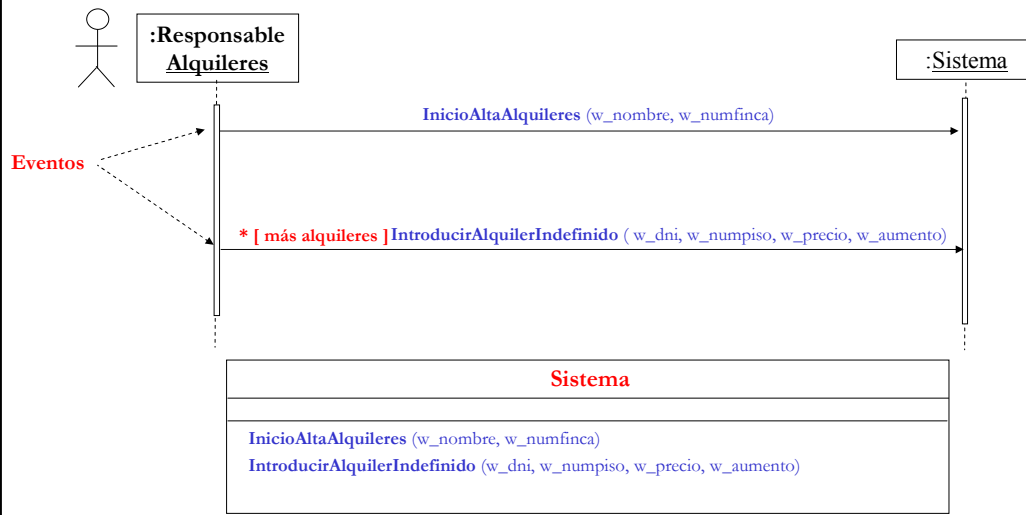 :Responsable
Alquileres
:Sistema
InicioAltaAlquileres (w_nombre, w_numfinca)
Eventos
* [ más alquileres ]IntroducirAlquilerIndefinido ( w_dni, w_numpiso, w_precio, w_aumento)
Sistema
InicioAltaAlquileres (w_nombre, w_numfinca)
IntroducirAlquilerIndefinido (w_dni, w_numpiso, w_precio, w_aumento)